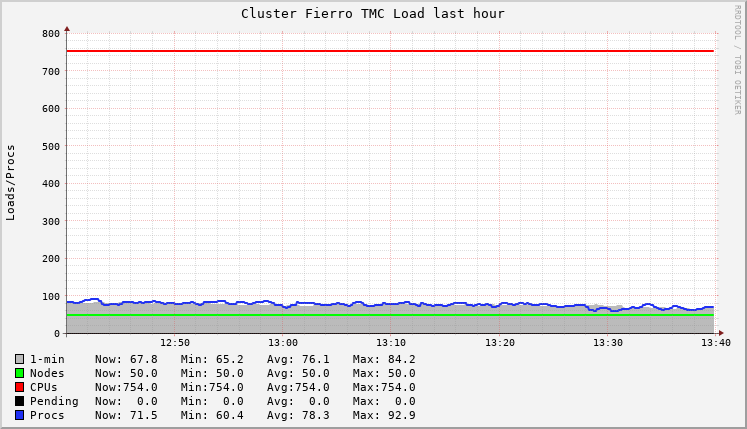 Cluster Fierro TMC Load last hour
RRDTOOL / TOBI OETIKER
Loads/Procs
800
700
600
500
400
300
200
100
0
12:50 13:00 13:10 13:20 13:30 13:40
1-min Now: 67.8 Min: 65.2 Avg: 76.1 Max: 84.2
Nodes Now: 50.0 Min: 50.0 Avg: 50.0 Max: 50.0
CPUs Now:754.0 Min:754.0 Avg:754.0 Max:754.0
Pending Now: 0.0 Min: 0.0 Avg: 0.0 Max: 0.0
Procs Now: 71.5 Min: 60.4 Avg: 78.3 Max: 92.9